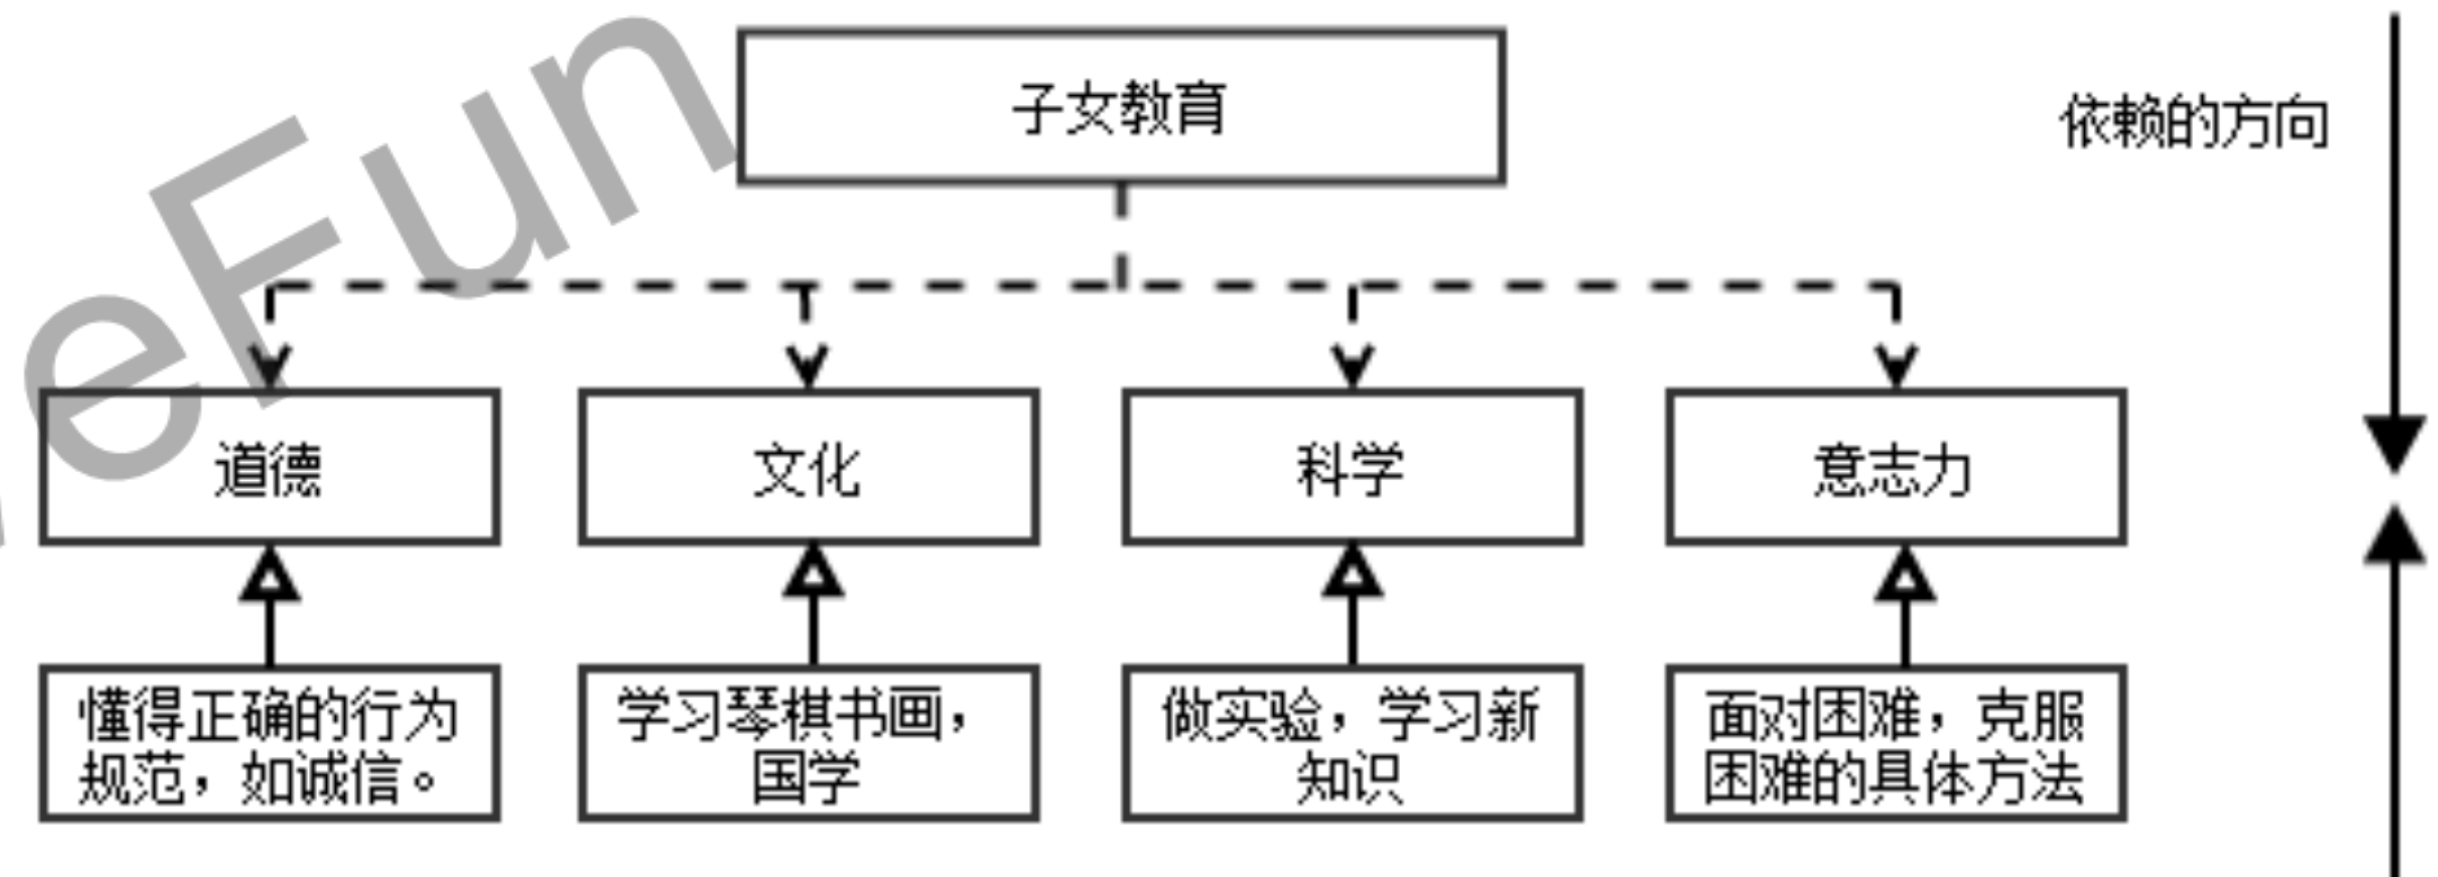 子女教育
依赖的方向
道德
文化
科学
意志力
懂得正确的行为
规范，如诚信。
学习琴棋书画，
国学
做实验，学习新
知识
面对困难，克服
困难的具体方法
eFun